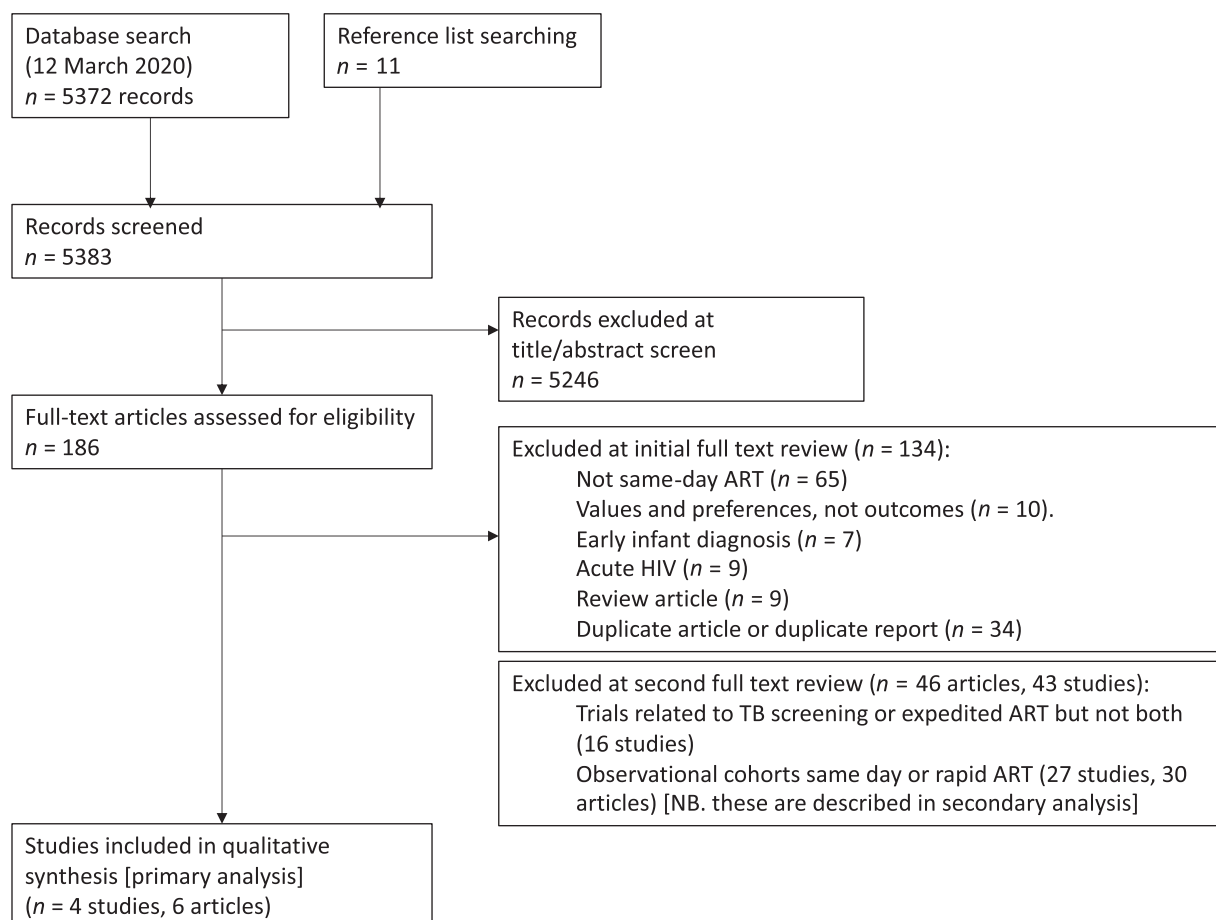 Database search
(12 March 2020)
n = 5372 records
Reference list searching
n = 11
Records screened
n = 5383
Records excluded at
title/abstract screen
n = 5246
Full-text articles assessed for eligibility
n = 186
Excluded at initial full text review (n = 134):
Not same-day ART (n = 65)
Values and preferences, not outcomes (n = 10).
Early infant diagnosis (n = 7)
Acute HIV (n = 9)
Review article (n = 9)
Duplicate article or duplicate report (n = 34)
Excluded at second full text review (n = 46 articles, 43 studies):
Trials related to TB screening or expedited ART but not both
(16 studies)
Observational cohorts same day or rapid ART (27 studies, 30
articles) [NB. these are described in secondary analysis]
Studies included in qualitative
synthesis [primary analysis]
(n = 4 studies, 6 articles)